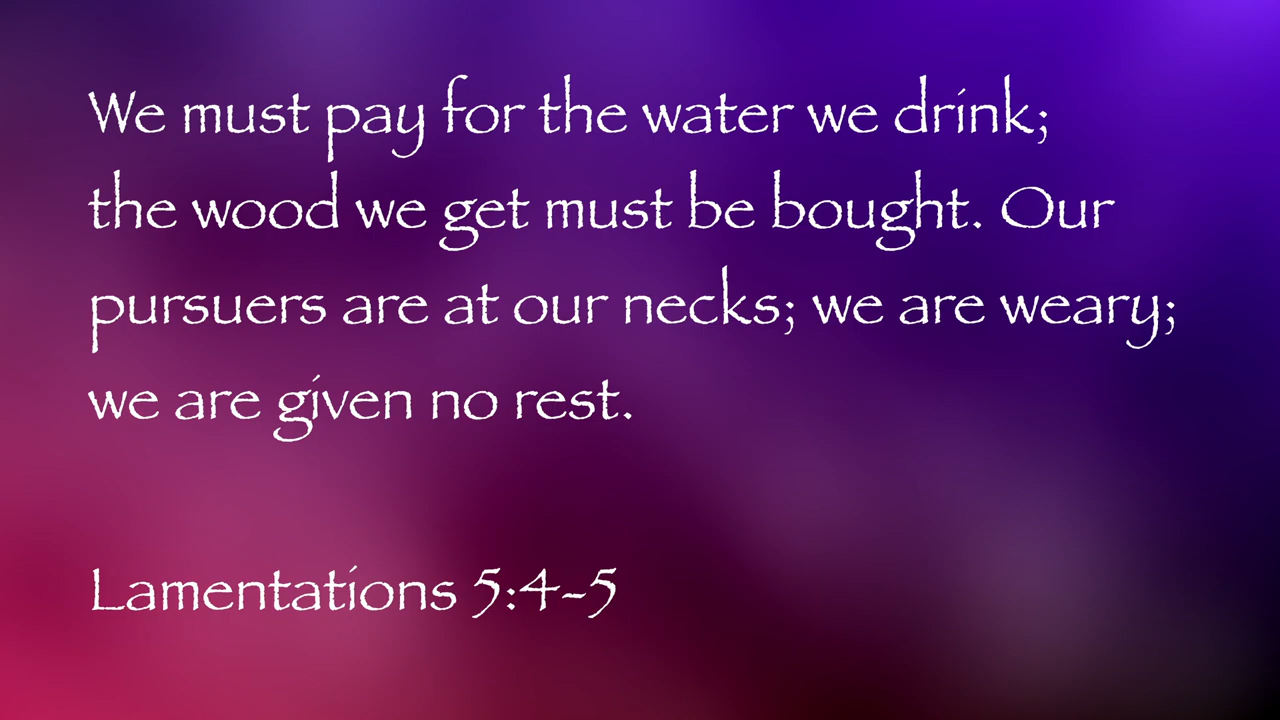 We must pay for the water we drink;
the wood we get must be bought. Our
pursuers are at our necks; we are weary;
we are given no rest.
Lamentations 5:4-5